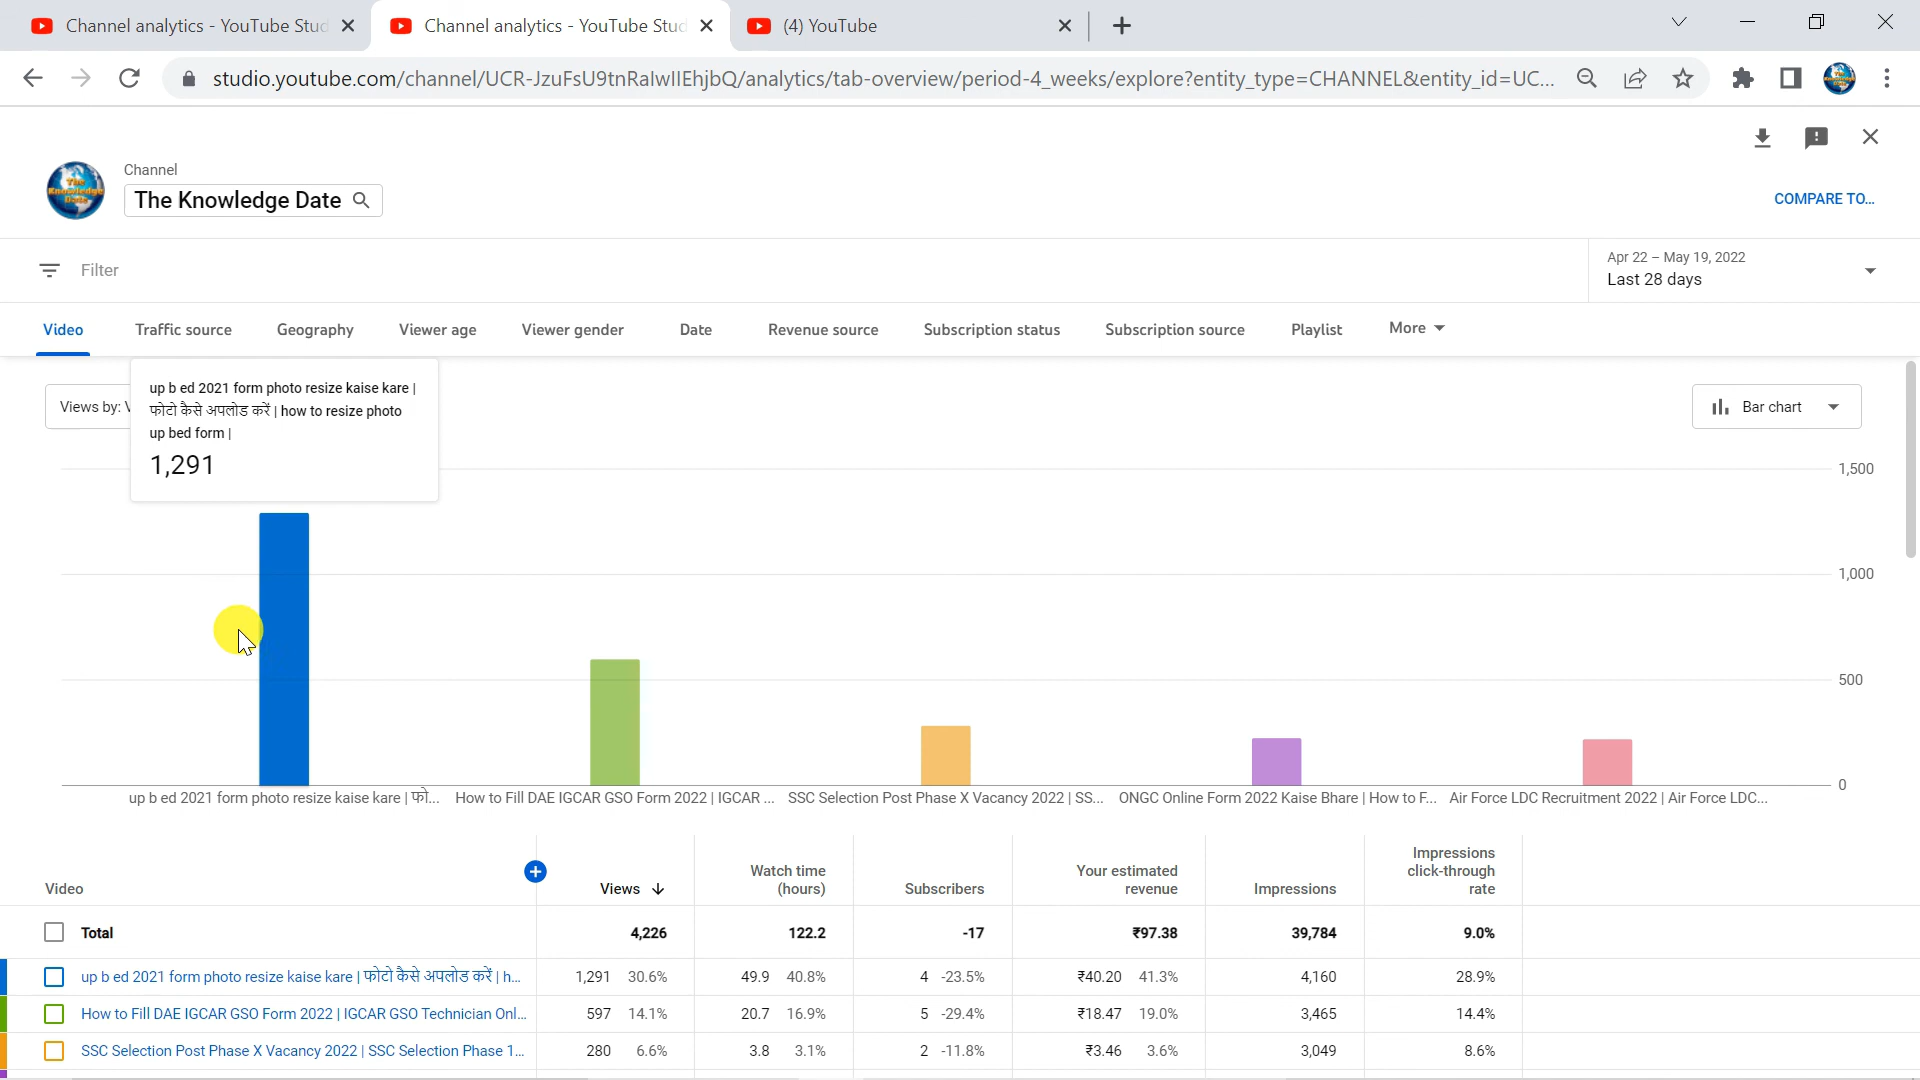 Channel analytics - YouTube Stud
Channel analytics - YouTube Stud
(4) YouTube
studio.youtube.com/channel/UCR-JzuFsU9tnRalwIIEhjbQ/analytics/tab-overview/period-4_weeks/explore?entity_type=CHANNEL&entity_id=UC...
Channel
The Knowledge Date
The Knowledge Date
COMPARE TO...
Filter
Apr 22 – May 19, 2022
Last 28 days
Video Traffic source Geography Viewer age Viewer gender Date Revenue source Subscription status Subscription source Playlist More
Views by: V
up b ed 2021 form photo resize kaise kare |
फोटो कैसे अपलोड करें | how to resize photo
up bed form |
1,291
Bar chart
1,500
1,000
500
0
up b ed 2021 form photo resize kaise kare | फो... How to Fill DAE IGCAR GSO Form 2022 | IGCAR ... SSC Selection Post Phase X Vacancy 2022 | SS... ONGC Online Form 2022 Kaise Bhare | How to F... Air Force LDC Recruitment 2022 | Air Force LDC...
Video
Views
Watch time
(hours)
Subscribers
Your estimated
revenue
Impressions
Impressions
click-through
rate
Total 4,226 122.2 -17 ₹97.38 39,784 9.0%
up b ed 2021 form photo resize kaise kare | फोटो कैसे अपलोड करें | h... 1,291 30.6% 49.9 40.8% 4 -23.5% ₹40.20 41.3% 4,160 28.9%
How to Fill DAE IGCAR GSO Form 2022 | IGCAR GSO Technician Onl... 597 14.1% 20.7 16.9% 5 -29.4% ₹18.47 19.0% 3,465 14.4%
SSC Selection Post Phase X Vacancy 2022 | SSC Selection Phase 1... 280 6.6% 3.8 3.1% 2 -11.8% ₹3.46 3.6% 3,049 8.6%